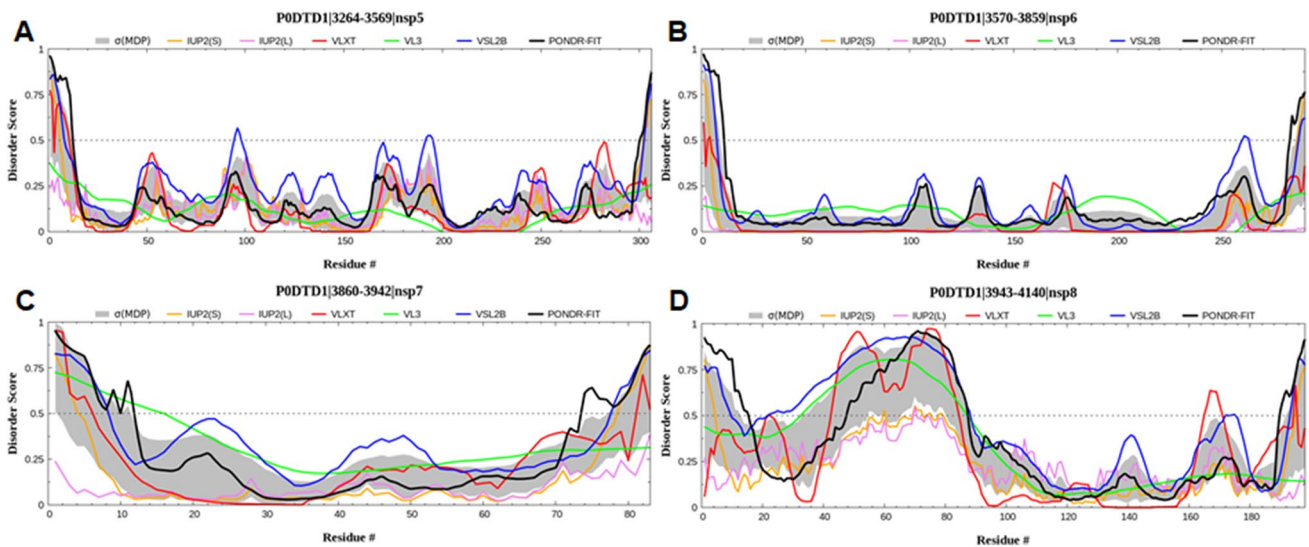 A
P0DTD1|3264-3569|nsp5
σ(MDP) IUP2(S) IUP2(L) VLXT VL3 VSL2B PONDR-FIT
1
0.75
0.5
0.25
0
Disorder Score
0 50 100 150 200 250 300
Residue #
B
P0DTD1|3570-3859|nsp6
σ(MDP) IUP2(S) IUP2(L) VLXT VL3 VSL2B PONDR-FIT
1
0.75
0.5
0.25
0
Disorder Score
0 50 100 150 200 250
Residue #
C
P0DTD1|3860-3942|nsp7
σ(MDP) IUP2(S) IUP2(L) VLXT VL3 VSL2B PONDR-FIT
1
0.75
0.5
0.25
0
Disorder Score
0 10 20 30 40 50 60 70 80
Residue #
D
P0DTD1|3943-4140|nsp8
σ(MDP) IUP2(S) IUP2(L) VLXT VL3 VSL2B PONDR-FIT
1
0.75
0.5
0.25
0
Disorder Score
0 20 40 60 80 100 120 140 160 180
Residue #